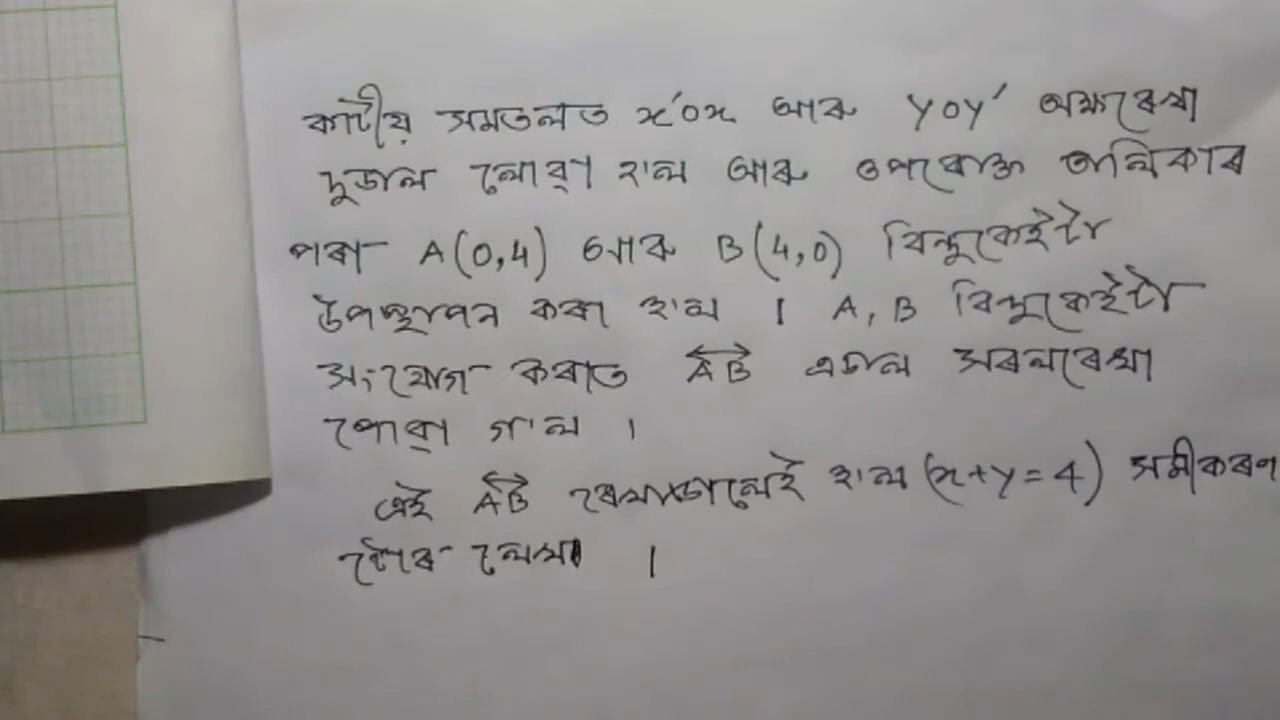 কাৰ্টীয় সমতলত x'ox আৰু yoy' অক্ষৰেখা
দুডাল লোৱা হ'ল আৰু ওপৰোক্ত তালিকাৰ
পৰা A(0,4) আৰু B(4,0) বিন্দুকেইটা
উপস্থাপন কৰা হ'ল । A, B বিন্দুকেইটা
সংযোগ কৰাত AB এডাল সৰলৰেখা
পোৱা গ'ল ।
এই AB ৰেখাডালেই হ'ল (x+y=4) সমীকৰণ
টোৰ লেখ ।